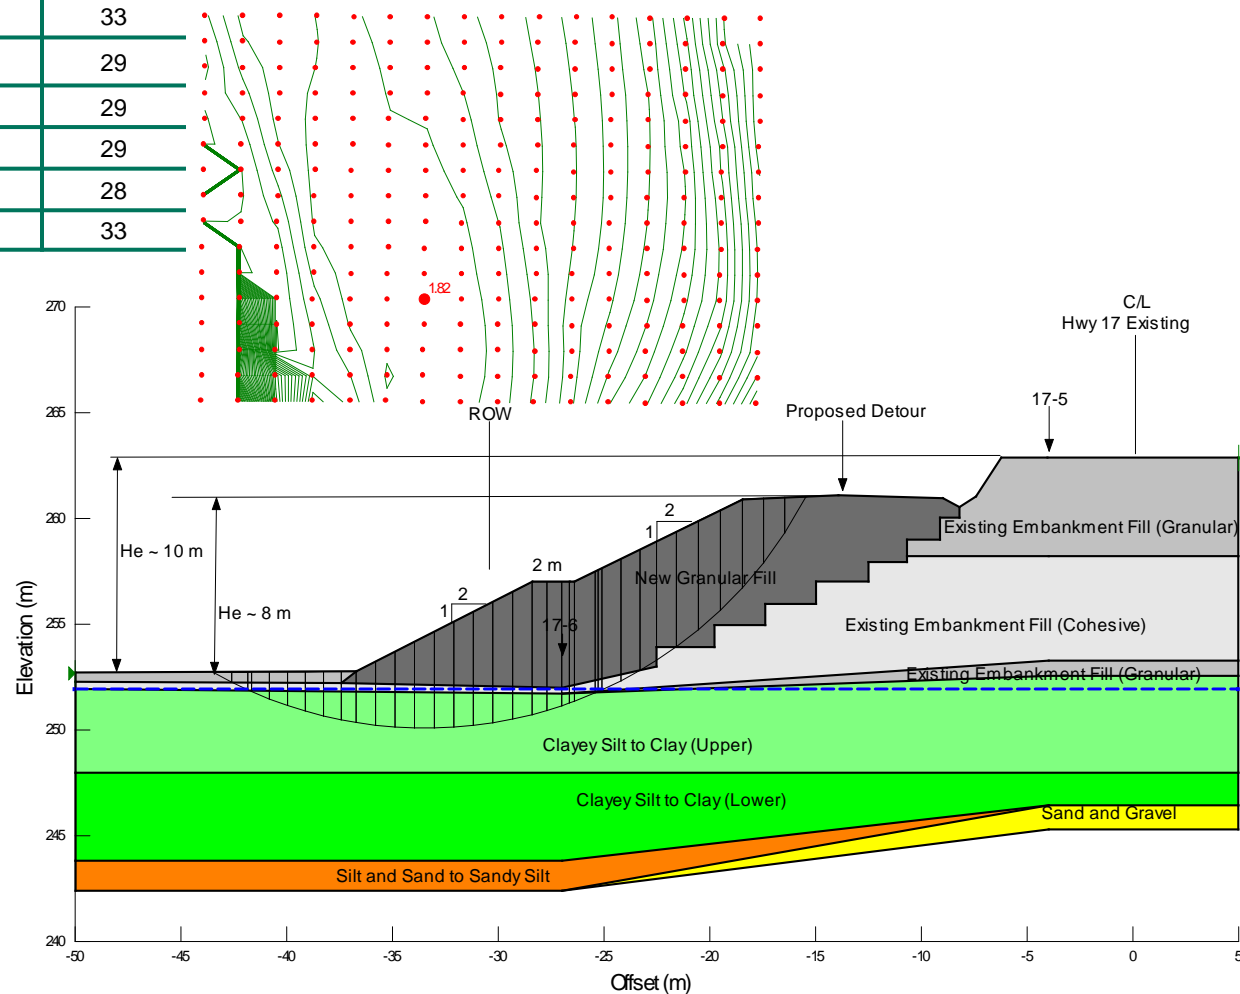 33
29
29
29
28
33
1.82
270
C/L
Hwy 17 Existing
265
ROW
Proposed Detour
17-5
260
2
1
Existing Embankment Fill (Granular)
He ~ 10 m
2 m
New Granular Fill
2
1
He ~ 8 m
255
17-6
Existing Embankment Fill (Cohesive)
Existing Embankment Fill (Granular)
Elevation (m)
250
Clayey Silt to Clay (Upper)
Clayey Silt to Clay (Lower)
Sand and Gravel
245
Silt and Sand to Sandy Silt
240
-50 -45 -40 -35 -30 -25 -20 -15 -10 -5 0 5
Offset (m)